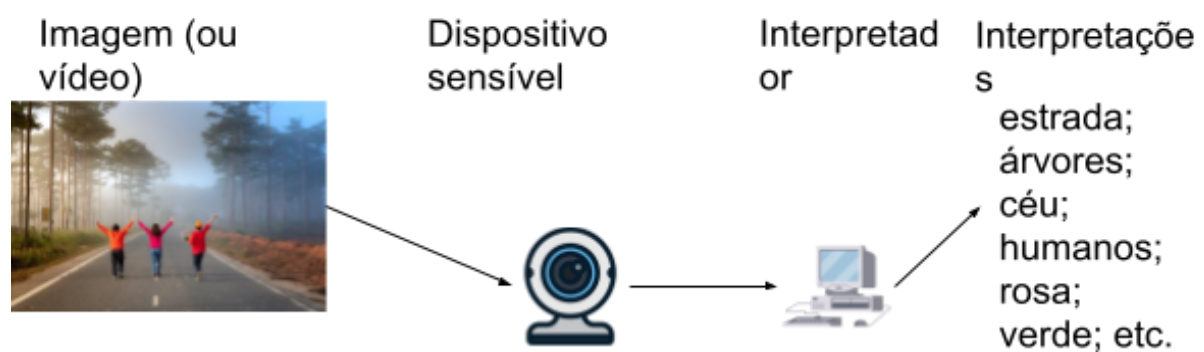 Imagem (ou
vídeo)
Dispositivo
sensível
Interpretad
or
Interpretaçõe
s
estrada;
árvores;
céu;
humanos;
rosa;
verde; etc.